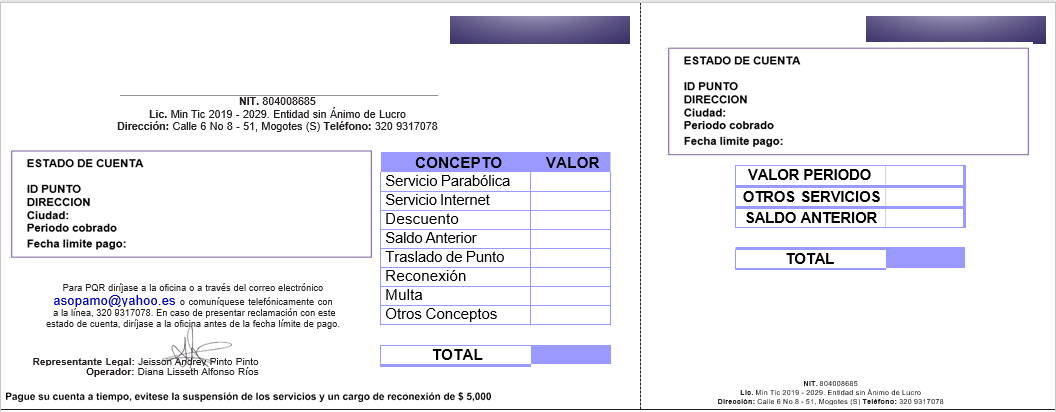 NIT. 804008685
Lic. Min Tic 2019 - 2029. Entidad sin Ánimo de Lucro
Dirección: Calle 6 No 8 - 51, Mogotes (S) Teléfono: 320 9317078
ESTADO DE CUENTA
ID PUNTO
DIRECCION
Ciudad:
Periodo cobrado
Fecha limite pago:
CONCEPTO VALOR
Servicio Parabólica
Servicio Internet
Descuento
Saldo Anterior
Traslado de Punto
Reconexión
Multa
Otros Conceptos
TOTAL
Para PQR diríjase a la oficina o a través del correo electrónico
asopamo@yahoo.es o comuníquese telefónicamente con
a la línea, 320 9317078. En caso de presentar reclamación con este
estado de cuenta, diríjase a la oficina antes de la fecha límite de pago.
Representante Legal: Jeisson Andrey Pinto Pinto
Operador: Diana Lisseth Alfonso Ríos
Pague su cuenta a tiempo, evitese la suspensión de los servicios y un cargo de reconexión de $ 5,000
ESTADO DE CUENTA
ID PUNTO
DIRECCION
Ciudad:
Periodo cobrado
Fecha limite pago:
VALOR PERIODO
OTROS SERVICIOS
SALDO ANTERIOR
TOTAL
NIT. 804008685
Lic. Min Tic 2019 - 2029. Entidad sin Ánimo de Lucro
Dirección: Calle 6 No 8 - 51, Mogotes (S) Teléfono: 320 9317078